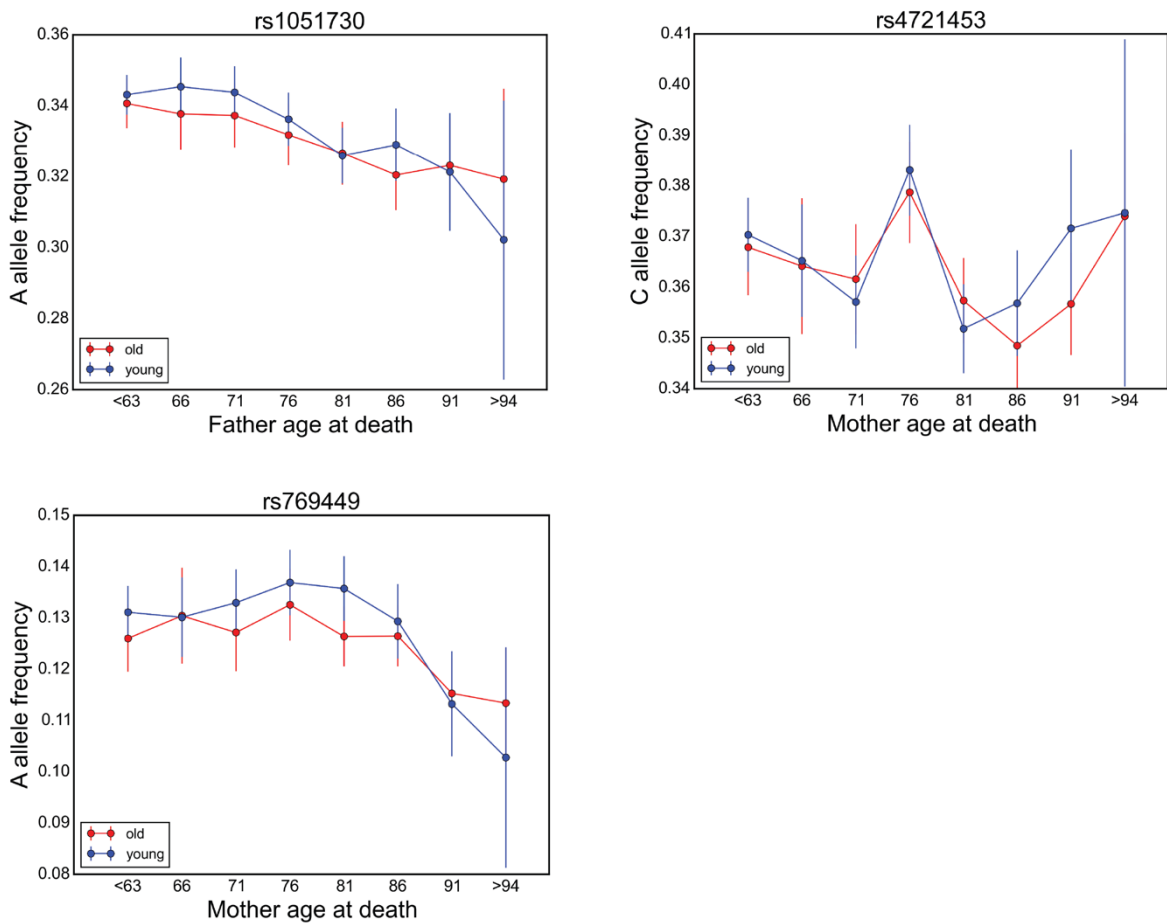 rs1051730
A allele frequency
0.36
0.34
0.32
0.30
0.28
0.26
old
young
<63 66 71 76 81 86 91 >94
Father age at death
rs4721453
C allele frequency
0.41
0.40
0.39
0.38
0.37
0.36
0.35
0.34
old
young
<63 66 71 76 81 86 91 >94
Mother age at death
rs769449
A allele frequency
0.15
0.14
0.13
0.12
0.11
0.10
0.09
0.08
old
young
<63 66 71 76 81 86 91 >94
Mother age at death